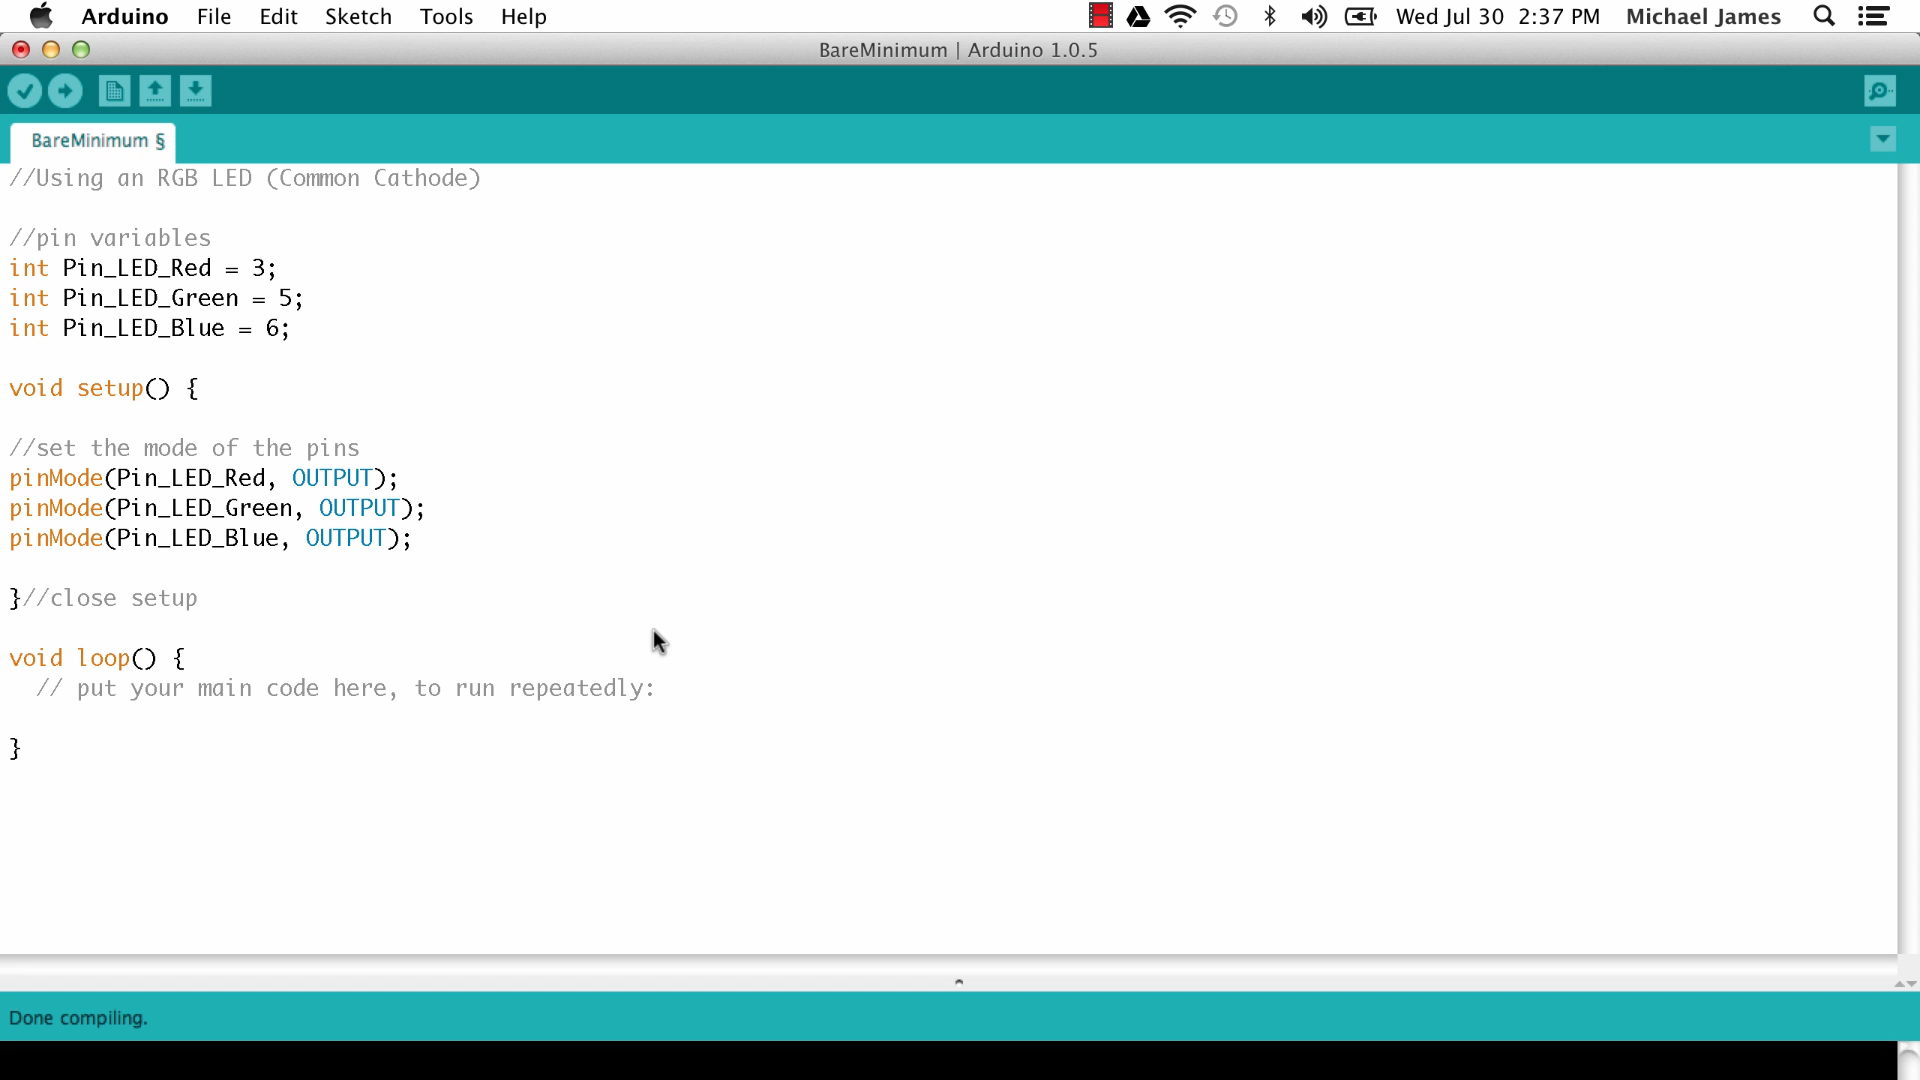 Arduino File Edit Sketch Tools Help Wed Jul 30 2:37 PM Michael James
BareMinimum | Arduino 1.0.5
BareMinimum §
//Using an RGB LED (Common Cathode)
//pin variables
int Pin_LED_Red = 3;
int Pin_LED_Green = 5;
int Pin_LED_Blue = 6;
void setup() {
//set the mode of the pins
pinMode(Pin_LED_Red, OUTPUT);
pinMode(Pin_LED_Green, OUTPUT);
pinMode(Pin_LED_Blue, OUTPUT);
}//close setup
void loop() {
// put your main code here, to run repeatedly:
}
Done compiling.